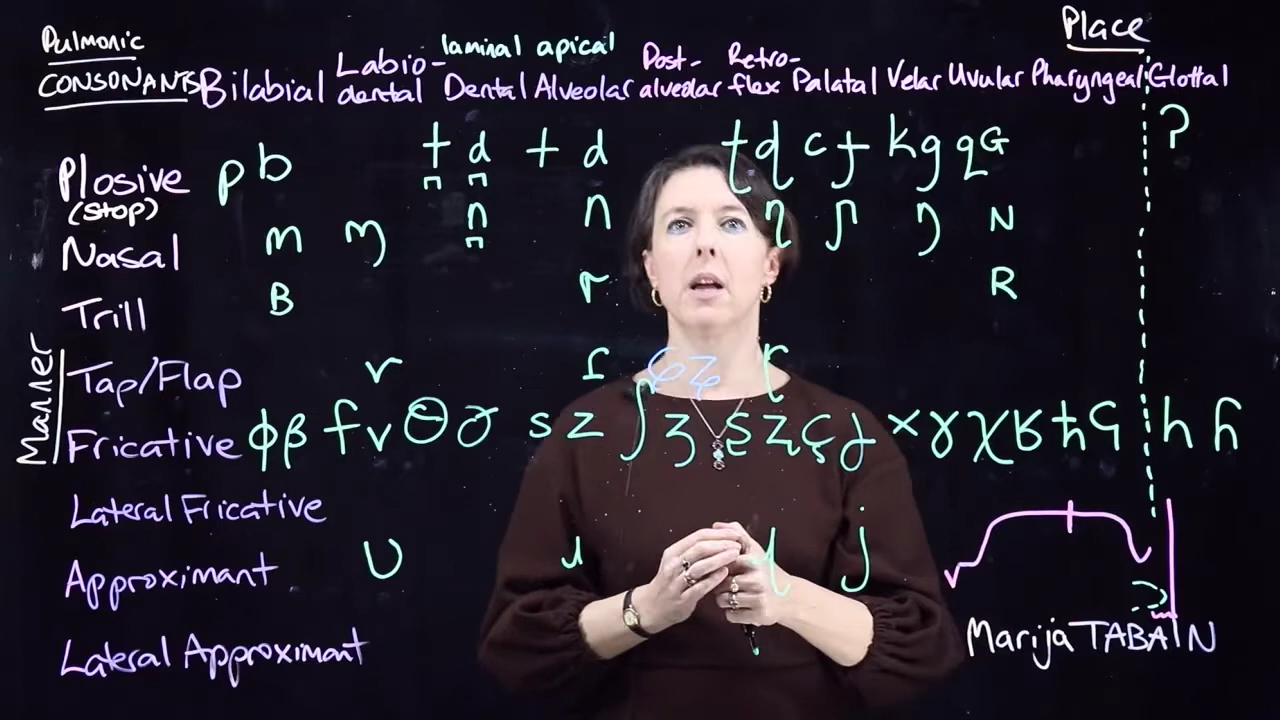 Pulmonic Place
CONSONANTS Bilabial Labio-dental laminal Dental apical Alveolar Post-alveolar Retro-flex Palatal Velar Uvular Pharyngeal Glottal
Plosive (stop) p b t̪ d̪ t d ʈ ɖ c ɟ k g q ɢ ʔ
Nasal m ɱ n̪ n ɳ ɲ ŋ ɴ
Trill ʙ r ʀ
Manner
Tap/Flap ⱱ ɾ ɕ ʑ ɽ
Fricative ɸ β f v θ ð s z ʃ ʒ ʂ ʐ ç ʝ x ɣ χ ʁ ħ ʕ h ɦ
Lateral Fricative
Approximant ʋ ɹ ɻ j
Lateral Approximant
Marija TABAIN